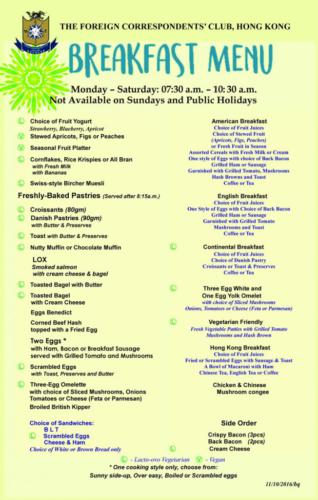 THE FOREIGN CORRESPONDENTS' CLUB, HONG KONG
BREAKFAST MENU
Monday – Saturday: 07:30 a.m. – 10: 30 a.m.
Not Available on Sundays and Public Holidays
Choice of Fruit Yogurt
Strawberry, Blueberry, Apricot
Stewed Apricots, Figs or Peaches
Seasonal Fruit Platter
Cornflakes, Rice Krispies or All Bran
with Fresh Milk
with Bananas
Swiss-style Bircher Muesli
Freshly-Baked Pastries (Served after 8:15a.m.)
Croissants (80gm)
Danish Pastries (90gm)
with Butter & Preserves
Toast with Butter & Preserves
Nutty Muffin or Chocolate Muffin
LOX
Smoked salmon
with cream cheese & bagel
Toasted Bagel with Butter
Toasted Bagel
with Cream Cheese
Eggs Benedict
Corned Beef Hash
topped with a Fried Egg
Two Eggs *
with Ham, Bacon or Breakfast Sausage
served with Grilled Tomato and Mushrooms
Scrambled Eggs
with Toast, Preserves and Butter
Three-Egg Omelette
with choice of Sliced Mushrooms, Onions
Tomatoes or Cheese (Feta or Parmesan)
Broiled British Kipper
Choice of Sandwiches:
B L T
Scrambled Eggs
Cheese & Ham
Choice of White or Brown Bread only
American Breakfast
Choice of Fruit Juices
Choice of Stewed Fruit
(Apricots, Figs, Peaches)
or Fresh Fruit in Season
Assorted Cereals with Fresh Milk or Cream
One style of Eggs with choice of Back Bacon
Grilled Ham or Sausage
Garnished with Grilled Tomato, Mushrooms
Hash Browns and Toast
Coffee or Tea
English Breakfast
Choice of Fruit Juices
One Style of Eggs with Choice of Back Bacon
Grilled Ham or Sausage
Garnished with Grilled Tomato
Mushrooms and Toast
Coffee or Tea
Continental Breakfast
Choice of Fruit Juices
Choice of Danish Pastry
Croissants or Toast & Preserves
Coffee or Tea
Three Egg White and
One Egg Yolk Omelet
with choice of Sliced Mushrooms
Onions, Tomatoes or Cheese (Feta or Parmesan)
Vegetarian Friendly
Fresh Vegetable Patties with Grilled Tomato
Mushrooms and Hash Brown
Hong Kong Breakfast
Choice of Fruit Juices
Fried or Scrambled Eggs with Sausage & Toast
A Bowl of Macaroni with Ham
Chinese Tea, English Tea or Coffee
Chicken & Chinese
Mushroom congee
Side Order
Crispy Bacon (3pcs)
Back Bacon (2pcs)
Cream Cheese
- Lacto-ovo Vegetarian V - Vegan
* One cooking style only, choose from:
Sunny side-up, Over easy, Boiled or Scrambled eggs
11/10/2016/bq